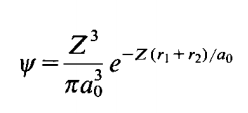 ψ = Z³/πa₀³ e^{-Z(r₁+r₂)/a₀}